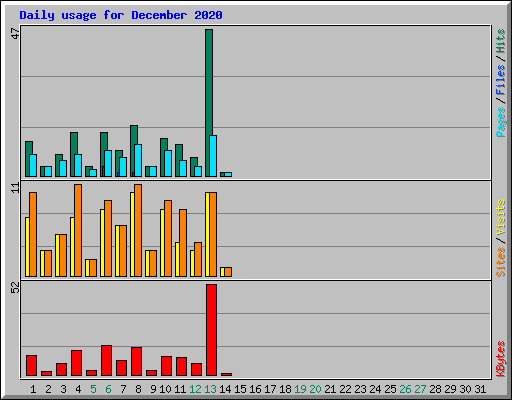 Daily usage for December 2020
47
Pages / Files / Hits
11
Sites / Visits
52
KBytes
1 2 3 4 5 6 7 8 9 10 11 12 13 14 15 16 17 18 19 20 21 22 23 24 25 26 27 28 29 30 31